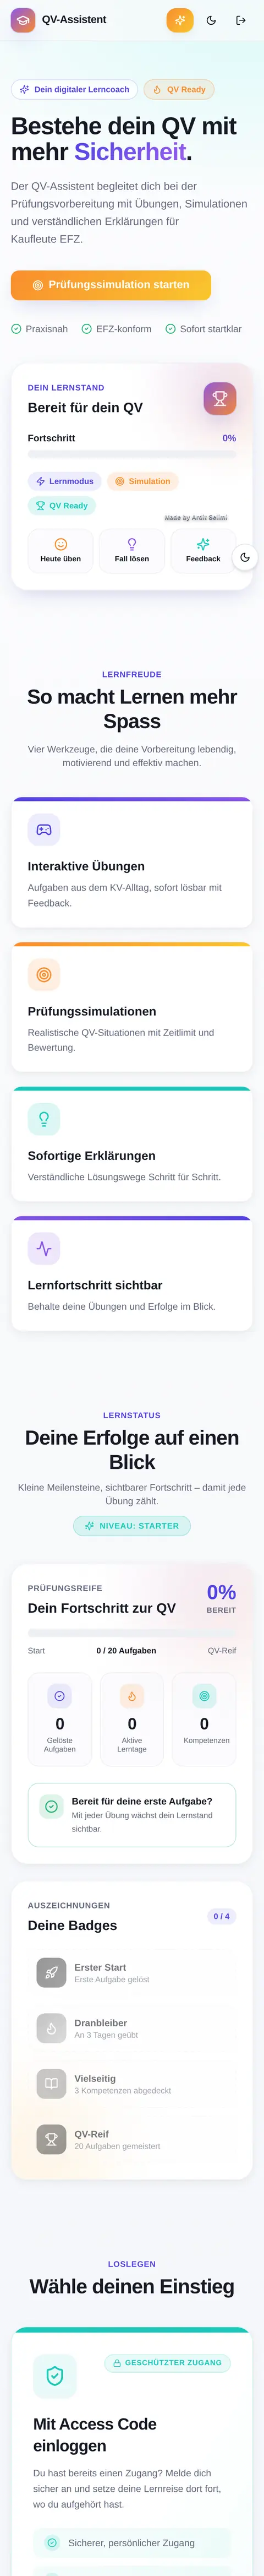 QV-Assistent
Dein digitaler Lerncoach
QV Ready
Bestehe dein QV mit
mehr Sicherheit.
Der QV-Assistent begleitet dich bei der
Prüfungsvorbereitung mit Übungen, Simulationen
und verständlichen Erklärungen für
Kaufleute EFZ.
Prüfungssimulation starten
Praxisnah
EFZ-konform
Sofort startklar
DEIN LERNSTAND
Bereit für dein QV
Fortschritt
0%
Lernmodus
Simulation
QV Ready
Made by Ardit Selimi
Heute üben
Fall lösen
Feedback
LERNFREUDE
So macht Lernen mehr
Spass
Vier Werkzeuge, die deine Vorbereitung lebendig,
motivierend und effektiv machen.
Interaktive Übungen
Aufgaben aus dem KV-Alltag, sofort lösbar mit
Feedback.
Prüfungssimulationen
Realistische QV-Situationen mit Zeitlimit und
Bewertung.
Sofortige Erklärungen
Verständliche Lösungswege Schritt für Schritt.
Lernfortschritt sichtbar
Behalte deine Übungen und Erfolge im Blick.
LERNSTATUS
Deine Erfolge auf einen
Blick
Kleine Meilensteine, sichtbarer Fortschritt – damit jede
Übung zählt.
NIVEAU: STARTER
PRÜFUNGSREIFE
Dein Fortschritt zur QV
0%
BEREIT
Start
0 / 20 Aufgaben
QV-Reif
0
Gelöste
Aufgaben
0
Aktive
Lerntage
0
Kompetenzen
Bereit für deine erste Aufgabe?
Mit jeder Übung wächst dein Lernstand
sichtbar.
AUSZEICHNUNGEN
Deine Badges
0 / 4
Erster Start
Erste Aufgabe gelöst
Dranbleiber
An 3 Tagen geübt
Vielseitig
3 Kompetenzen abgedeckt
QV-Reif
20 Aufgaben gemeistert
LOSLEGEN
Wähle deinen Einstieg
GESCHÜTZTER ZUGANG
Mit Access Code
einloggen
Du hast bereits einen Zugang? Melde dich
sicher an und setze deine Lernreise dort fort,
wo du aufgehört hast.
Sicherer, persönlicher Zugang